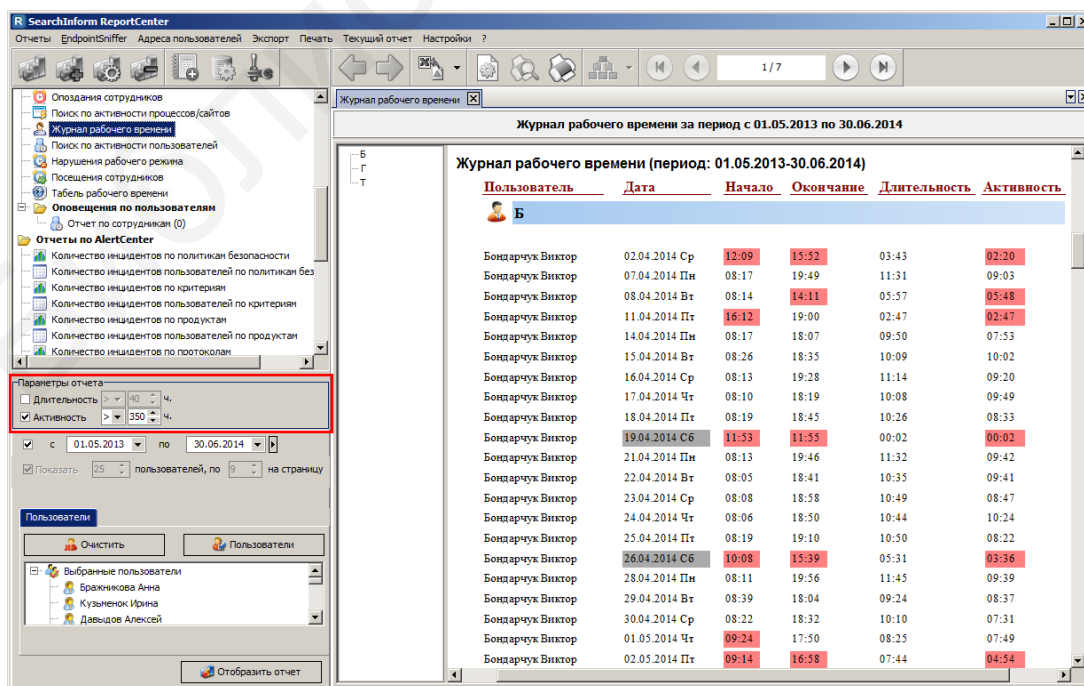 SearchInform ReportCenter
Отчеты EndpointSniffer Адреса пользователей Экспорт Печать Текущий отчет Настройки ?
1 / 7
Опоздания сотрудников
Поиск по активности процессов/сайтов
Журнал рабочего времени
Поиск по активности пользователей
Нарушения рабочего режима
Посещения сотрудников
Табель рабочего времени
Оповещения по пользователям
Отчет по сотрудникам (0)
Отчеты по AlertCenter
Количество инцидентов по политикам безопасности
Количество инцидентов пользователей по политикам без
Количество инцидентов по критериям
Количество инцидентов пользователей по критериям
Количество инцидентов по продуктам
Количество инцидентов пользователей по продуктам
Количество инцидентов по протоколам
Параметры отчета
Длительность > 40 ч.
Активность > 350 ч.
с 01.05.2013 по 30.06.2014
Показать 25 пользователей, по 9 на страницу
Пользователи
Очистить Пользователи
Выбранные пользователи
Бражникова Анна
Кузьменок Ирина
Давыдов Алексей
Отобразить отчет
Журнал рабочего времени
Журнал рабочего времени за период с 01.05.2013 по 30.06.2014
Б
Г
Т
Журнал рабочего времени (период: 01.05.2013-30.06.2014)
Пользователь Дата Начало Окончание Длительность Активность
Б
Бондарчук Виктор 02.04.2014 Ср 12:09 15:52 03:43 02:20
Бондарчук Виктор 07.04.2014 Пн 08:17 19:49 11:31 09:03
Бондарчук Виктор 08.04.2014 Вт 08:14 14:11 05:57 05:48
Бондарчук Виктор 11.04.2014 Пт 16:12 19:00 02:47 02:47
Бондарчук Виктор 14.04.2014 Пн 08:17 18:07 09:50 07:53
Бондарчук Виктор 15.04.2014 Вт 08:26 18:35 10:09 10:02
Бондарчук Виктор 16.04.2014 Ср 08:13 19:28 11:14 09:20
Бондарчук Виктор 17.04.2014 Чт 08:10 18:19 10:08 09:49
Бондарчук Виктор 18.04.2014 Пт 08:19 18:45 10:26 08:33
Бондарчук Виктор 19.04.2014 Сб 11:53 11:55 00:02 00:02
Бондарчук Виктор 21.04.2014 Пн 08:13 19:46 11:32 09:42
Бондарчук Виктор 22.04.2014 Вт 08:05 18:41 10:35 09:41
Бондарчук Виктор 23.04.2014 Ср 08:08 18:58 10:49 08:47
Бондарчук Виктор 24.04.2014 Чт 08:06 18:50 10:44 10:24
Бондарчук Виктор 25.04.2014 Пт 08:19 19:10 10:50 08:22
Бондарчук Виктор 26.04.2014 Сб 10:08 15:39 05:31 03:36
Бондарчук Виктор 28.04.2014 Пн 08:11 19:56 11:45 09:39
Бондарчук Виктор 29.04.2014 Вт 08:39 18:04 09:24 08:37
Бондарчук Виктор 30.04.2014 Ср 08:22 18:32 10:10 07:31
Бондарчук Виктор 01.05.2014 Чт 09:24 17:50 08:25 07:49
Бондарчук Виктор 02.05.2014 Пт 09:14 16:58 07:44 04:54